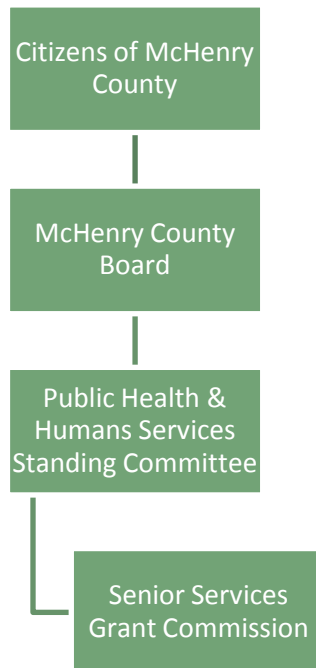 Citizens of McHenry
County
McHenry County
Board
Public Health &
Humans Services
Standing Committee
Senior Services
Grant Commission